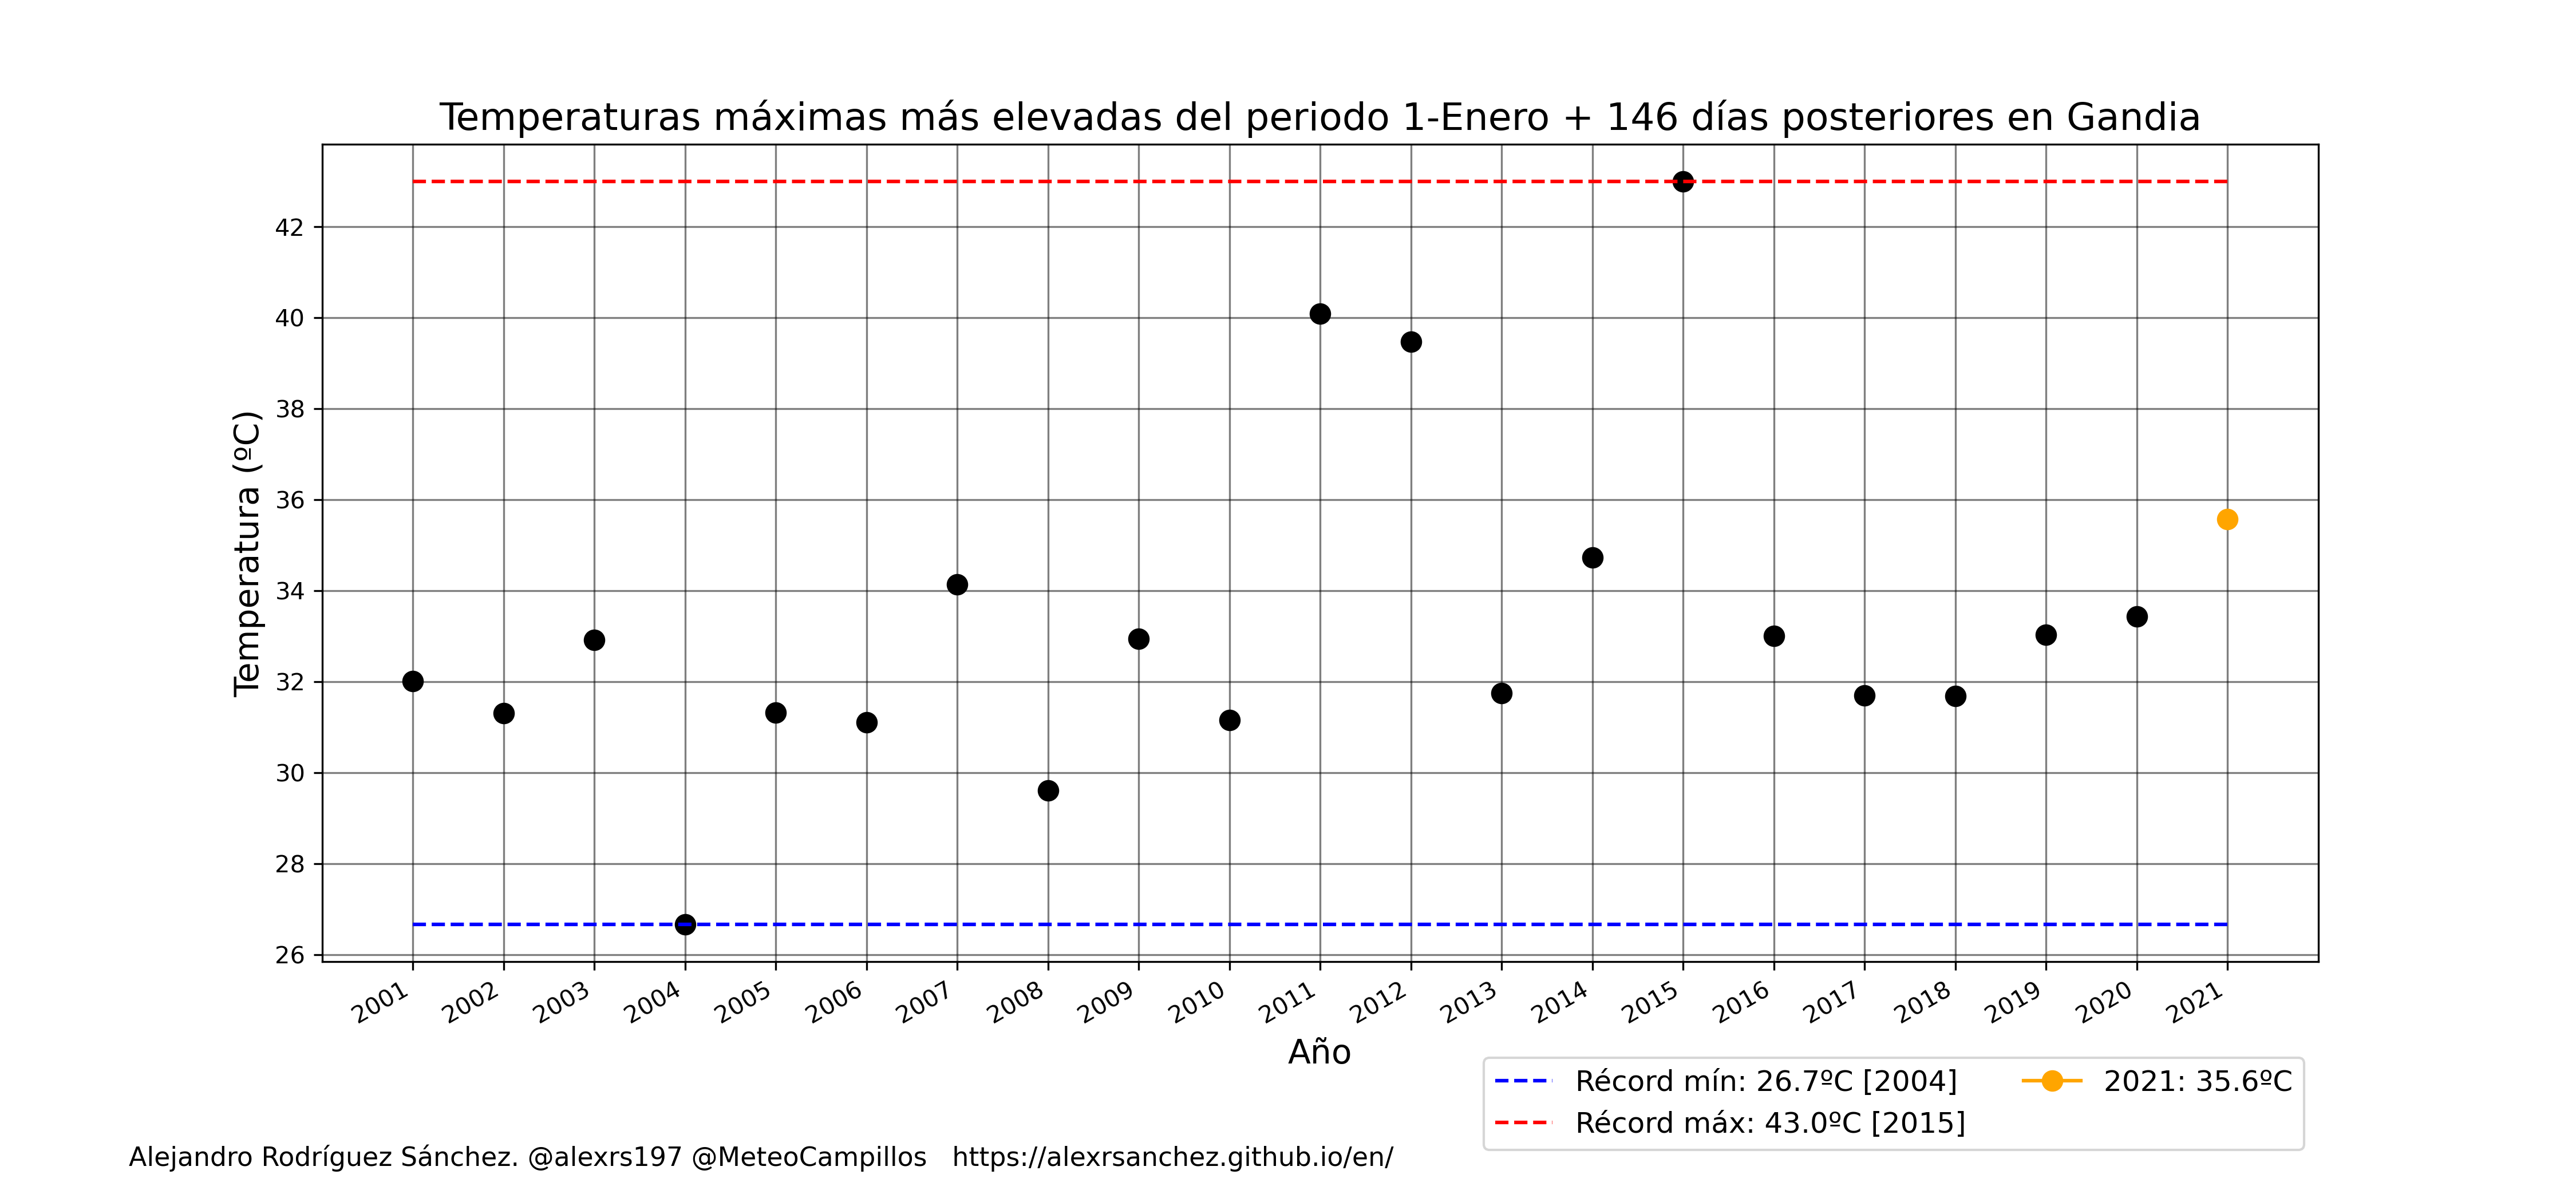 Temperaturas máximas más elevadas del periodo 1-Enero + 146 días posteriores en Gandia
Temperatura (ºC)
42
40
38
36
34
32
30
28
26
2001 2002 2003 2004 2005 2006 2007 2008 2009 2010 2011 2012 2013 2014 2015 2016 2017 2018 2019 2020 2021
Año
Récord mín: 26.7ºC [2004]
Récord máx: 43.0ºC [2015]
2021: 35.6ºC
Alejandro Rodríguez Sánchez. @alexrs197 @MeteoCampillos https://alexrsanchez.github.io/en/